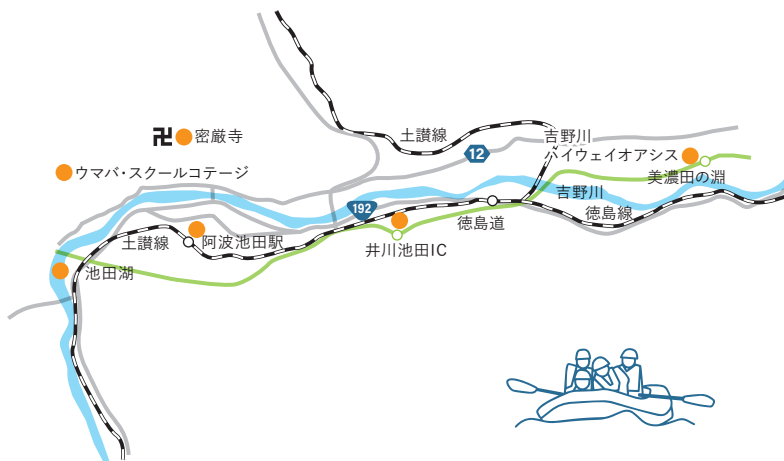 土讃線
12
吉野川
ハイウェイオアシス
卍 密厳寺
ウマバ・スクールコテージ
美濃田の淵
吉野川
192
徳島道
徳島線
土讃線
阿波池田駅
井川池田IC
池田湖